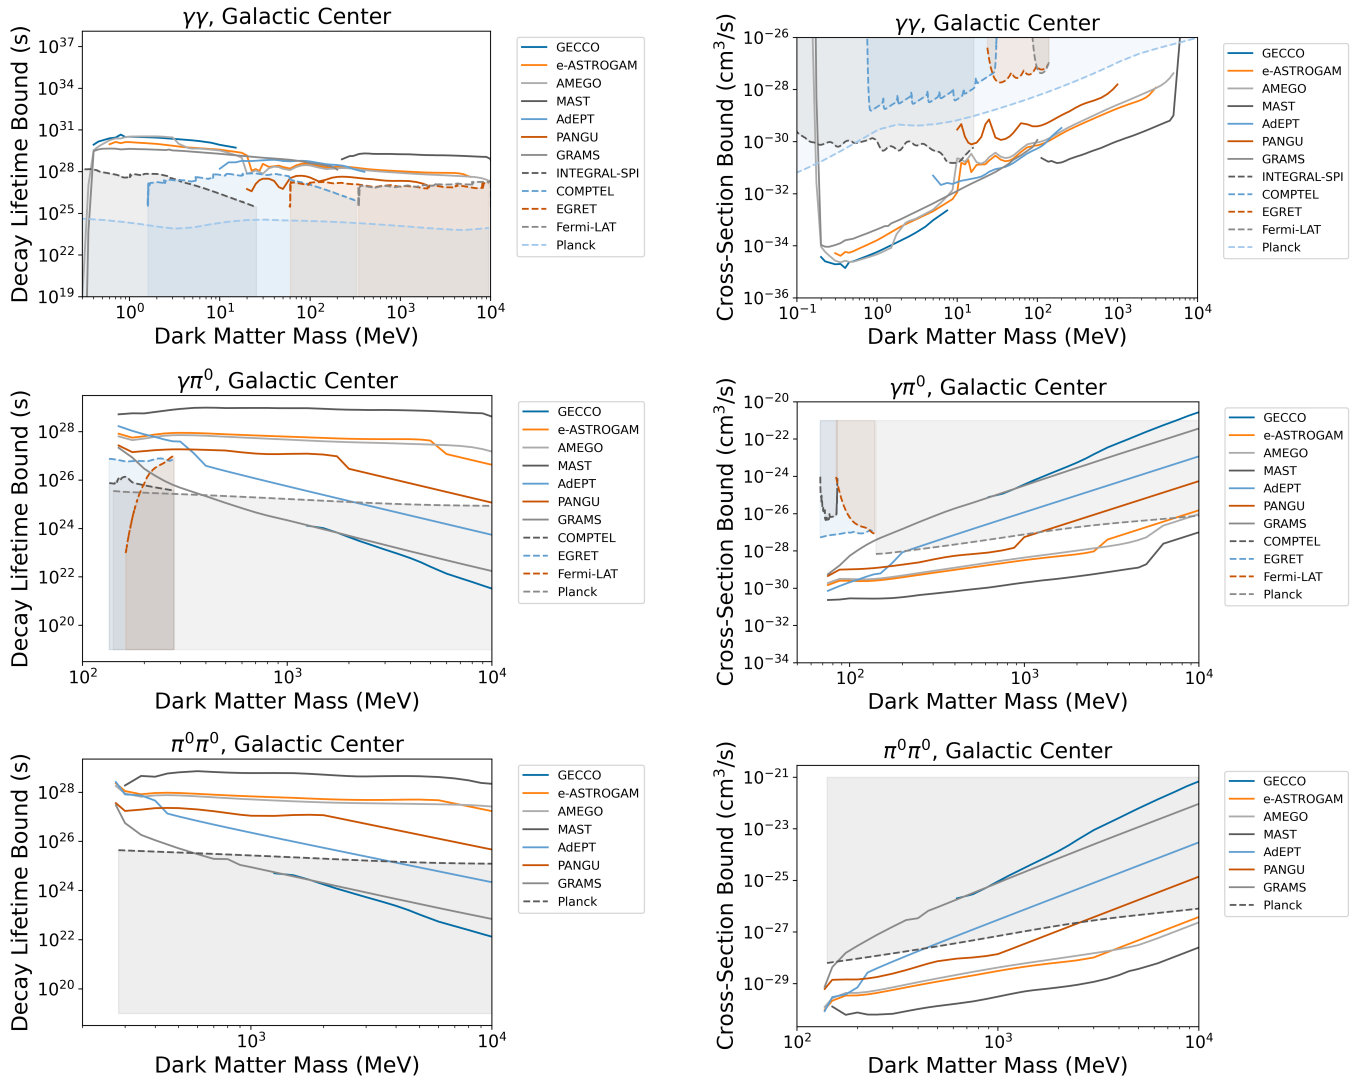 γγ, Galactic Center
Decay Lifetime Bound (s)
10^37
10^34
10^31
10^28
10^25
10^22
10^19
10^0
10^1
10^2
10^3
10^4
Dark Matter Mass (MeV)
GECCO
e-ASTROGAM
AMEGO
MAST
AdEPT
PANGU
GRAMS
INTEGRAL-SPI
COMPTEL
EGRET
Fermi-LAT
Planck
γγ, Galactic Center
Cross-Section Bound (cm^3/s)
10^−26
10^−28
10^−30
10^−32
10^−34
10^−36
10^−1
10^0
10^1
10^2
10^3
10^4
Dark Matter Mass (MeV)
GECCO
e-ASTROGAM
AMEGO
MAST
AdEPT
PANGU
GRAMS
INTEGRAL-SPI
COMPTEL
EGRET
Fermi-LAT
Planck
γπ^0, Galactic Center
Decay Lifetime Bound (s)
10^28
10^26
10^24
10^22
10^20
10^2
10^3
10^4
Dark Matter Mass (MeV)
GECCO
e-ASTROGAM
AMEGO
MAST
AdEPT
PANGU
GRAMS
COMPTEL
EGRET
Fermi-LAT
Planck
γπ^0, Galactic Center
Cross-Section Bound (cm^3/s)
10^−20
10^−22
10^−24
10^−26
10^−28
10^−30
10^−32
10^−34
10^2
10^3
10^4
Dark Matter Mass (MeV)
GECCO
e-ASTROGAM
AMEGO
MAST
AdEPT
PANGU
GRAMS
COMPTEL
EGRET
Fermi-LAT
Planck
π^0π^0, Galactic Center
Decay Lifetime Bound (s)
10^28
10^26
10^24
10^22
10^20
10^3
10^4
Dark Matter Mass (MeV)
GECCO
e-ASTROGAM
AMEGO
MAST
AdEPT
PANGU
GRAMS
Planck
π^0π^0, Galactic Center
Cross-Section Bound (cm^3/s)
10^−21
10^−23
10^−25
10^−27
10^−29
10^2
10^3
10^4
Dark Matter Mass (MeV)
GECCO
e-ASTROGAM
AMEGO
MAST
AdEPT
PANGU
GRAMS
Planck